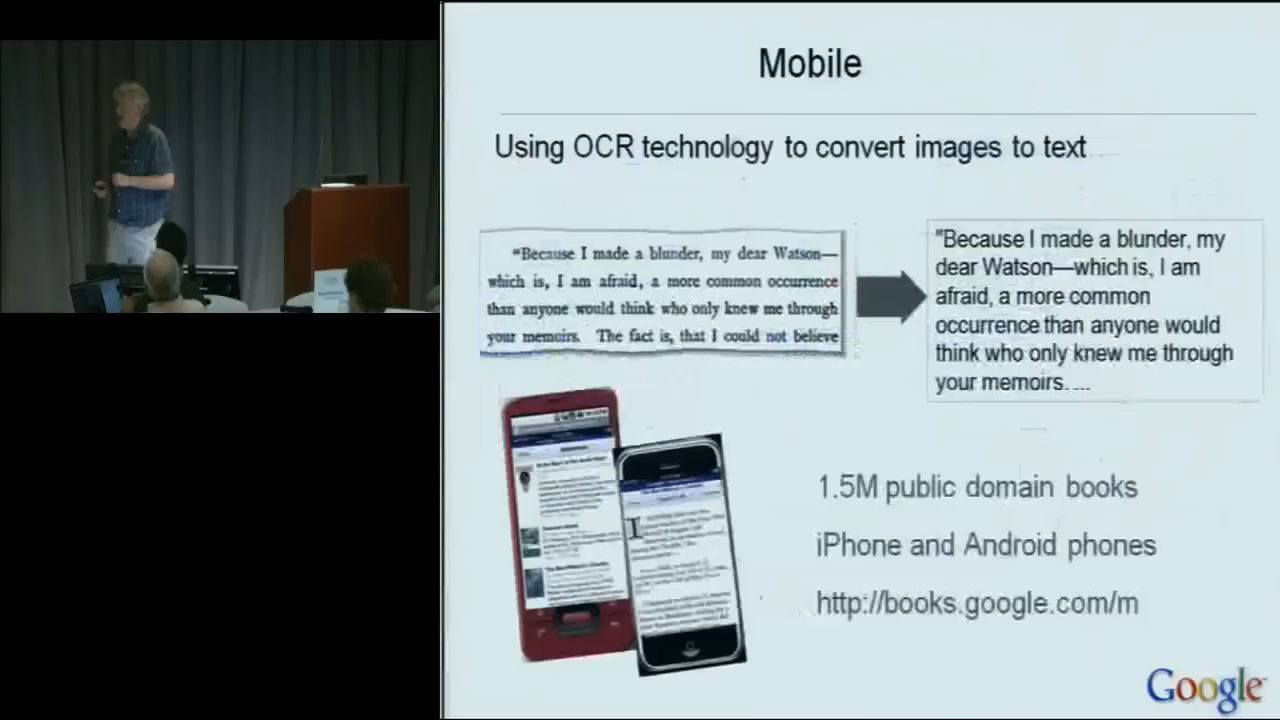 Mobile
Using OCR technology to convert images to text
"Because I made a blunder, my dear Watson—
which is, I am afraid, a more common occurrence
than anyone would think who only knew me through
your memoirs. The fact is, that I could not believe
"Because I made a blunder, my
dear Watson—which is, I am
afraid, a more common
occurrence than anyone would
think who only knew me through
your memoirs. ...
1.5M public domain books
iPhone and Android phones
http://books.google.com/m
Google